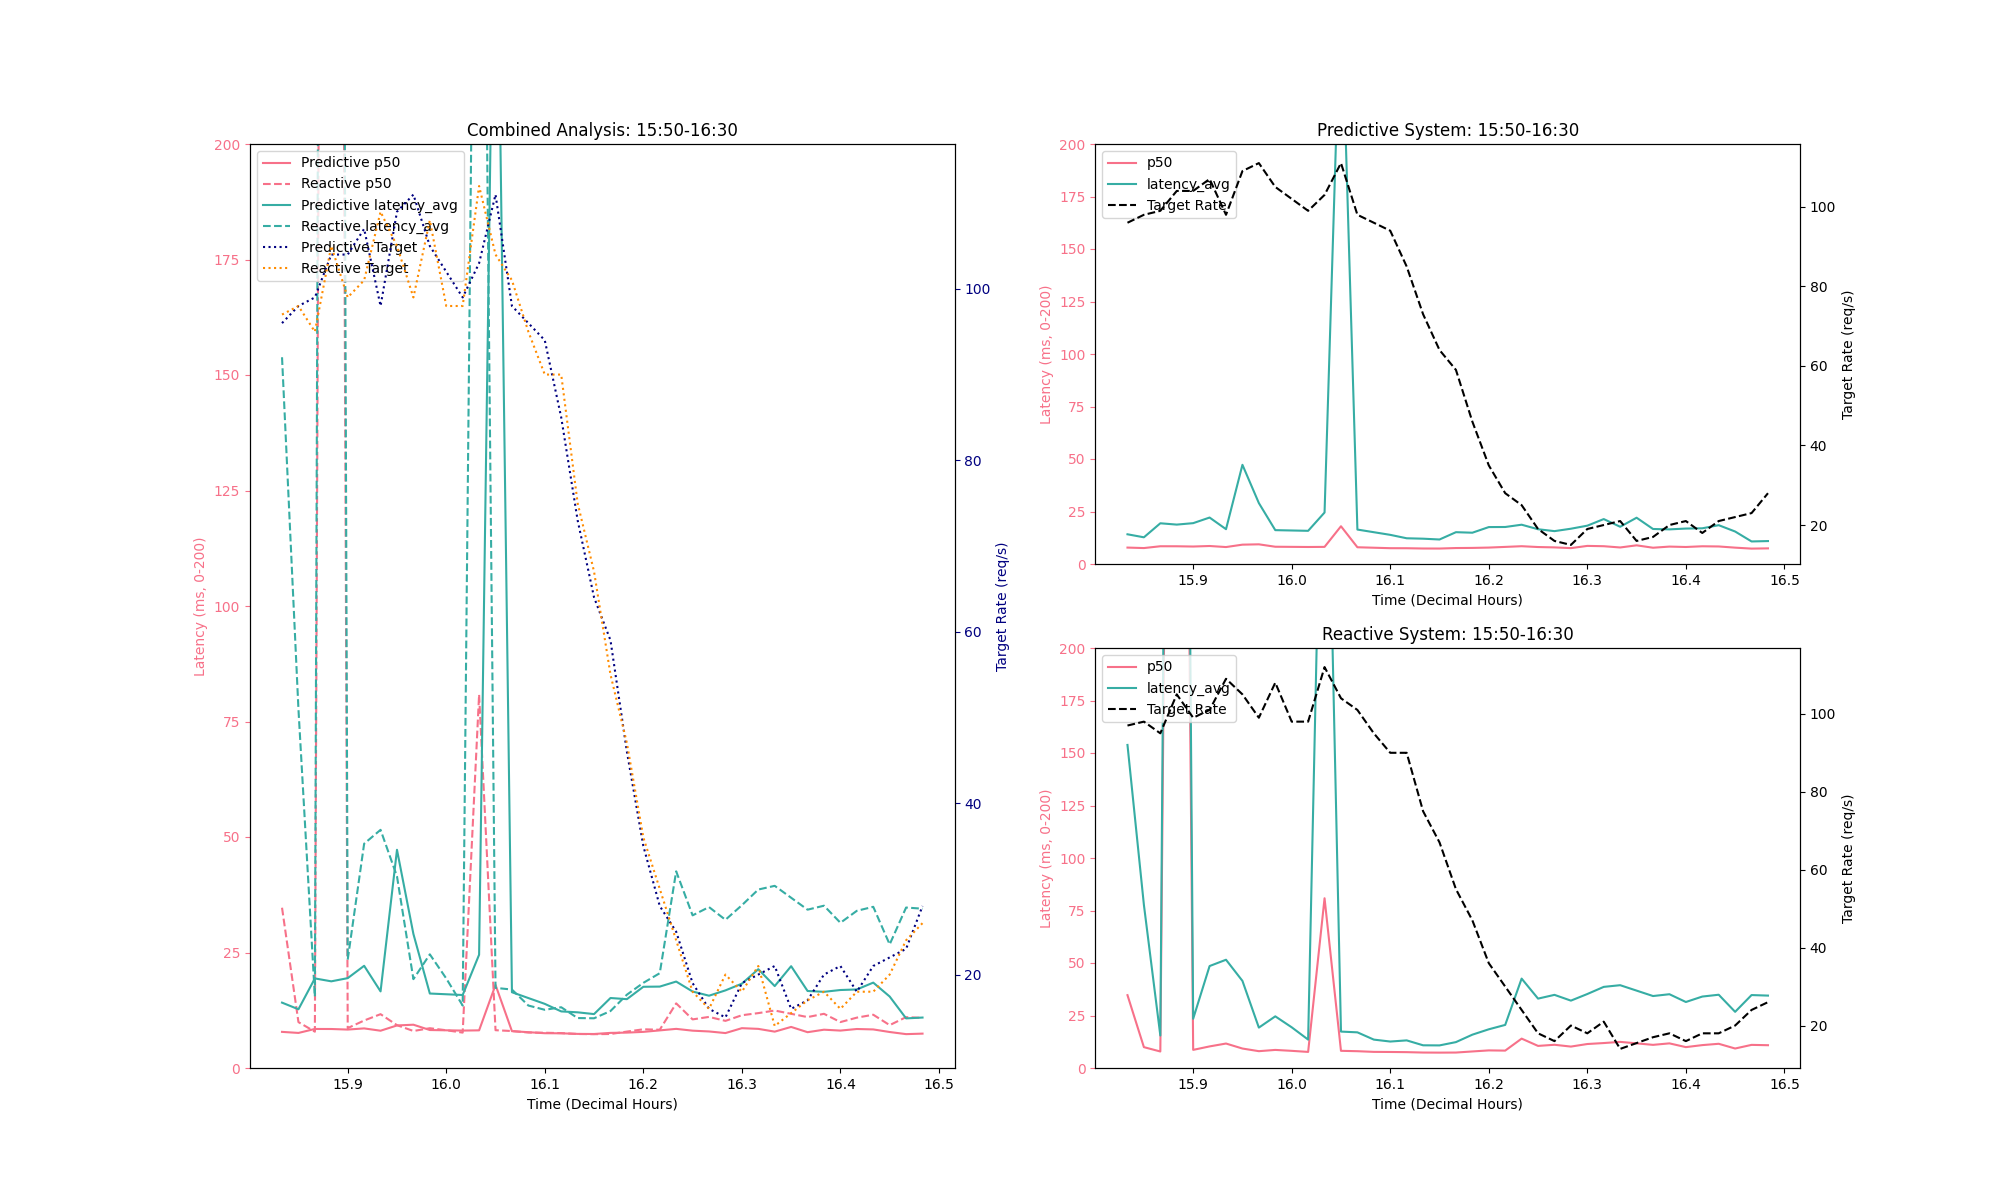 Combined Analysis: 15:50-16:30
200
175
150
125
100
75
50
25
0
Latency (ms, 0-200)
Predictive p50
Reactive p50
Predictive latency_avg
Reactive latency_avg
Predictive Target
Reactive Target
100
80
60
40
20
Target Rate (req/s)
15.9 16.0 16.1 16.2 16.3 16.4 16.5
Time (Decimal Hours)
Predictive System: 15:50-16:30
200
175
150
125
100
75
50
25
0
Latency (ms, 0-200)
p50
latency_avg
Target Rate
100
80
60
40
20
Target Rate (req/s)
15.9 16.0 16.1 16.2 16.3 16.4 16.5
Time (Decimal Hours)
Reactive System: 15:50-16:30
200
175
150
125
100
75
50
25
0
Latency (ms, 0-200)
p50
latency_avg
Target Rate
100
80
60
40
20
Target Rate (req/s)
15.9 16.0 16.1 16.2 16.3 16.4 16.5
Time (Decimal Hours)